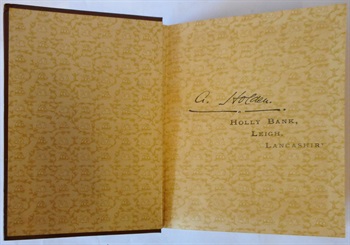 G. Holden.
HOLLY BANK,
LEIGH,
LANCASHIRE